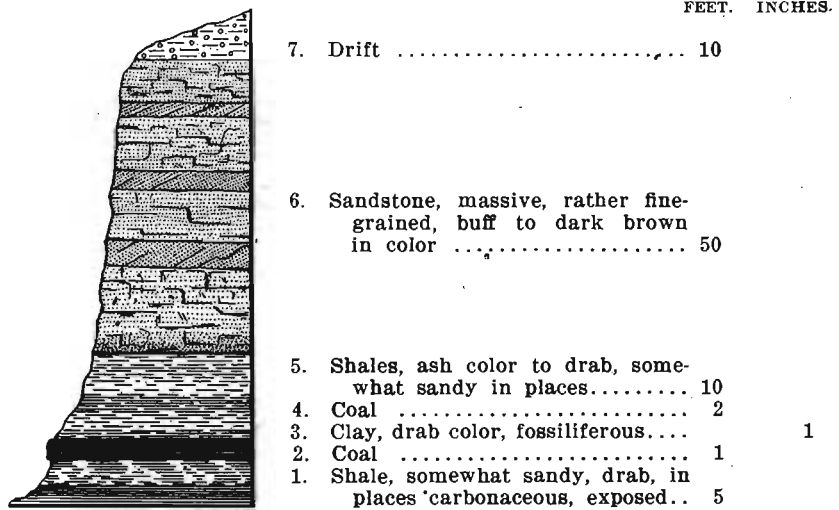 FEET. INCHES.
7. Drift ........................... 10
6. Sandstone, massive, rather fine-
grained, buff to dark brown
in color ...................... 50
5. Shales, ash color to drab, some-
what sandy in places......... 10
4. Coal ........................... 2
3. Clay, drab color, fossiliferous.... 1
2. Coal ........................... 1
1. Shale, somewhat sandy, drab, in
places carbonaceous, exposed.. 5